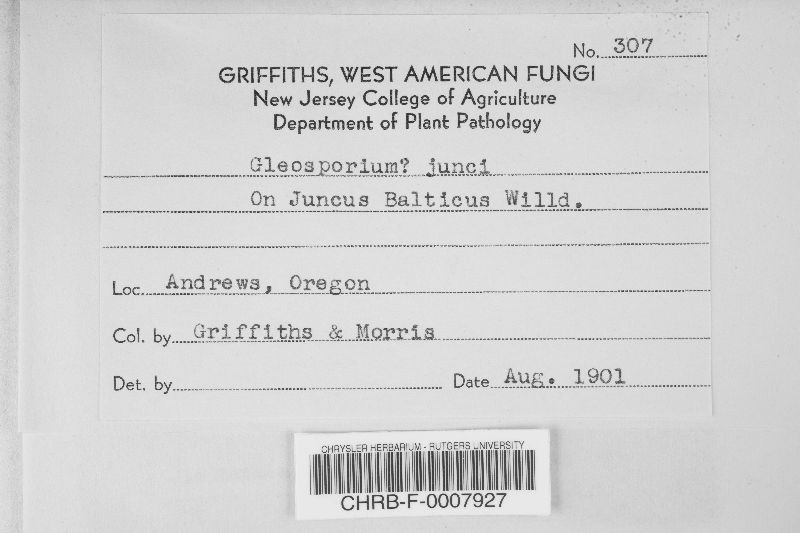 No. 307
GRIFFITHS, WEST AMERICAN FUNGI
New Jersey College of Agriculture
Department of Plant Pathology
Gleosporium? junci
On Juncus Balticus Willd.
Loc. Andrews, Oregon
Col. by Griffiths & Morris
Det. by Date Aug. 1901
CHRYSLER HERBARIUM - RUTGERS UNIVERSITY
CHRB-F-0007927